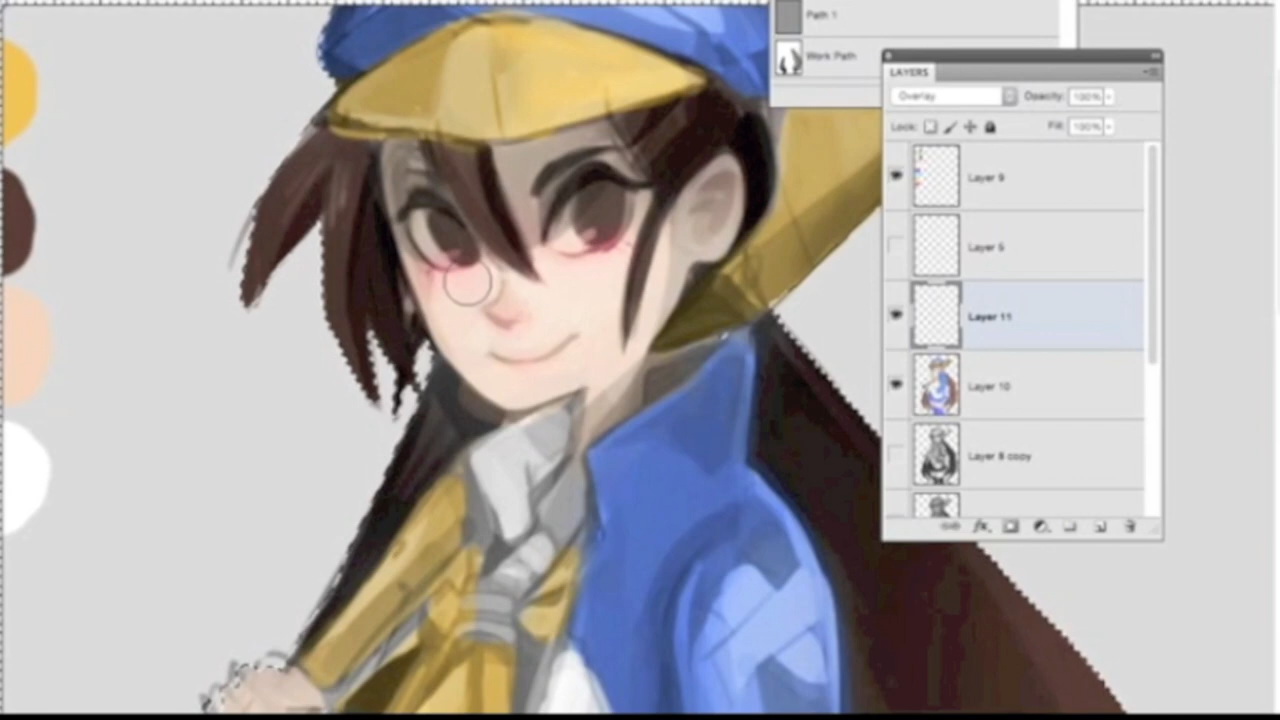 Path 1
Work Path
LAYERS
Overlay
Opacity: 100%
Lock:
Fill: 100%
Layer 9
Layer 5
Layer 11
Layer 10
Layer 8 copy
fx